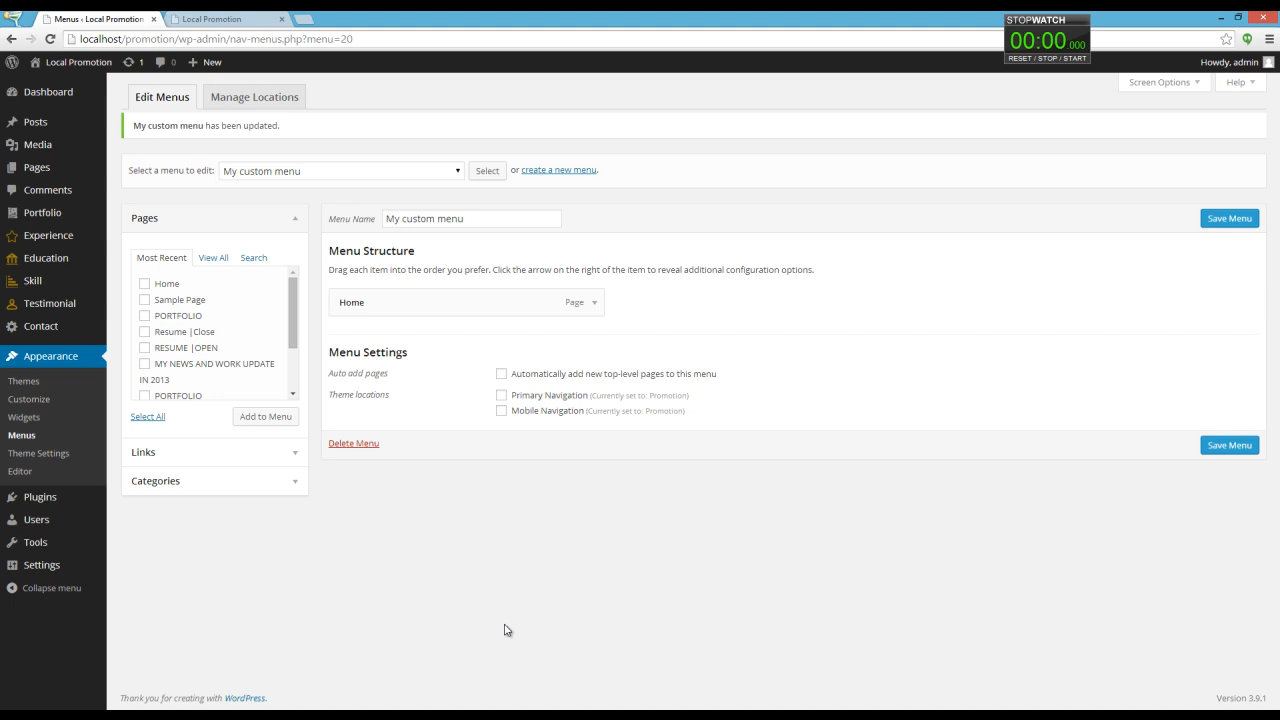 Menus ‹ Local Promotion
Local Promotion
STOPWATCH
00:00.000
RESET / STOP / START
localhost/promotion/wp-admin/nav-menus.php?menu=20
Local Promotion
1
0
New
Howdy, admin
Screen Options
Help
Dashboard
Posts
Media
Pages
Comments
Portfolio
Experience
Education
Skill
Testimonial
Contact
Appearance
Themes
Customize
Widgets
Menus
Theme Settings
Editor
Plugins
Users
Tools
Settings
Collapse menu
Edit Menus
Manage Locations
My custom menu has been updated.
Select a menu to edit: My custom menu Select or create a new menu.
Pages
Most Recent View All Search
Home
Sample Page
PORTFOLIO
Resume |Close
RESUME |OPEN
MY NEWS AND WORK UPDATE
IN 2013
PORTFOLIO
Select All
Add to Menu
Links
Categories
Menu Name My custom menu
Save Menu
Menu Structure
Drag each item into the order you prefer. Click the arrow on the right of the item to reveal additional configuration options.
Home Page
Menu Settings
Auto add pages Automatically add new top-level pages to this menu
Theme locations Primary Navigation (Currently set to: Promotion)
Mobile Navigation (Currently set to: Promotion)
Delete Menu
Save Menu
Thank you for creating with WordPress.
Version 3.9.1